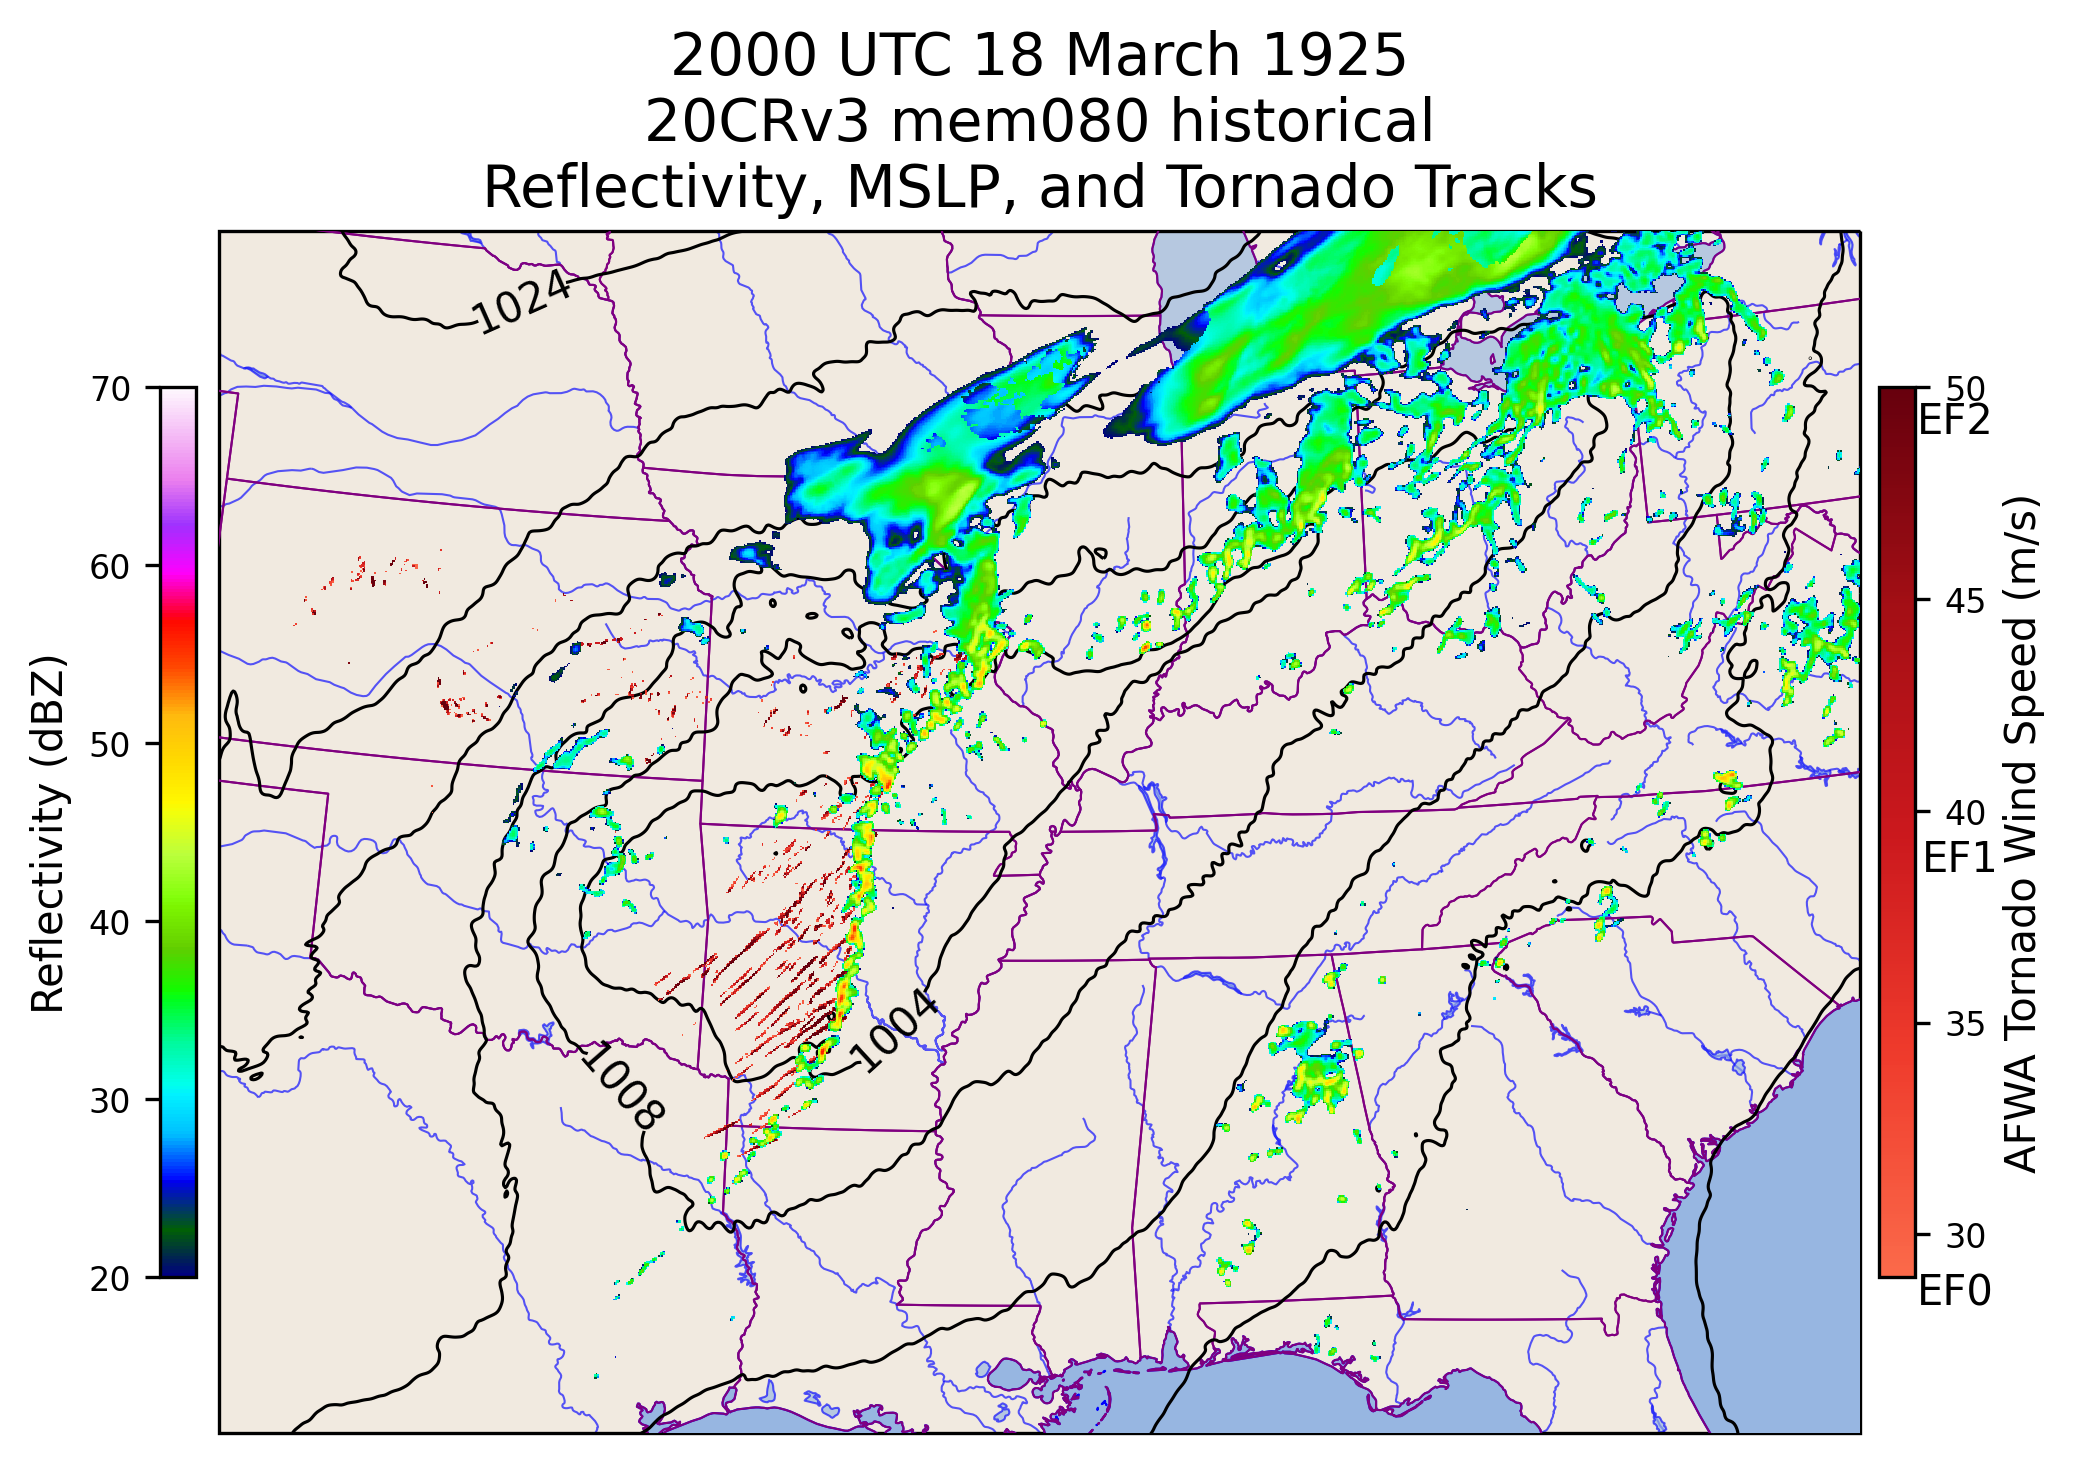 2000 UTC 18 March 1925
20CRv3 mem080 historical
Reflectivity, MSLP, and Tornado Tracks
1024
1004
1008
70
60
50
40
30
20
Reflectivity (dBZ)
50
EF2
45
40
EF1
35
30
EF0
AFWA Tornado Wind Speed (m/s)